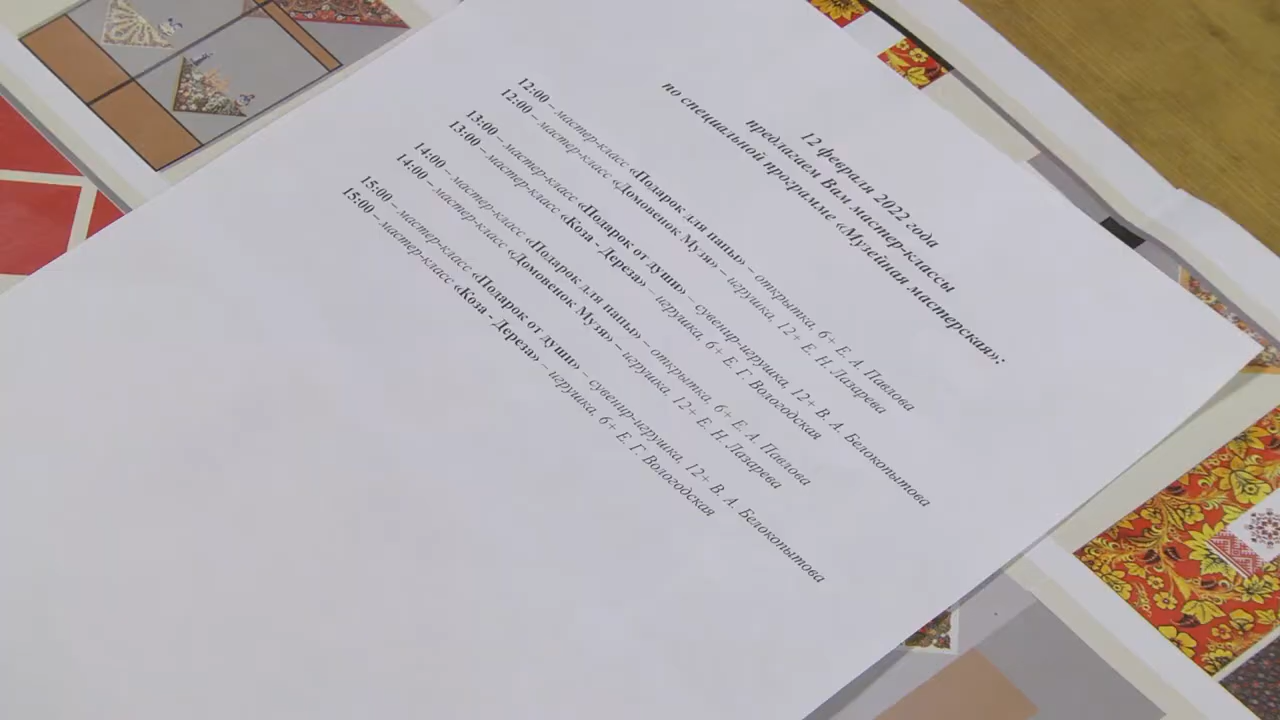 12 февраля 2022 года
предлагаем Вам мастер-классы
по специальной программе «Музейная мастерская»:
12:00 – мастер-класс «Подарок для папы» – открытка, 6+ Е. А. Павлова
12:00 – мастер-класс «Домовенок Музя» – игрушка, 12+ Е. Н. Лазарева
13:00 – мастер-класс «Подарок от души» – сувенир-игрушка, 12+ В. А. Белокопытова
13:00 – мастер-класс «Коза - Дереза» – игрушка, 6+ Е. Г. Вологодская
14:00 – мастер-класс «Подарок для папы» – открытка, 6+ Е. А. Павлова
14:00 – мастер-класс «Домовенок Музя» – игрушка, 12+ Е. Н. Лазарева
15:00 – мастер-класс «Подарок от души» – сувенир-игрушка, 12+ В. А. Белокопытова
15:00 – мастер-класс «Коза - Дереза» – игрушка, 6+ Е. Г. Вологодская